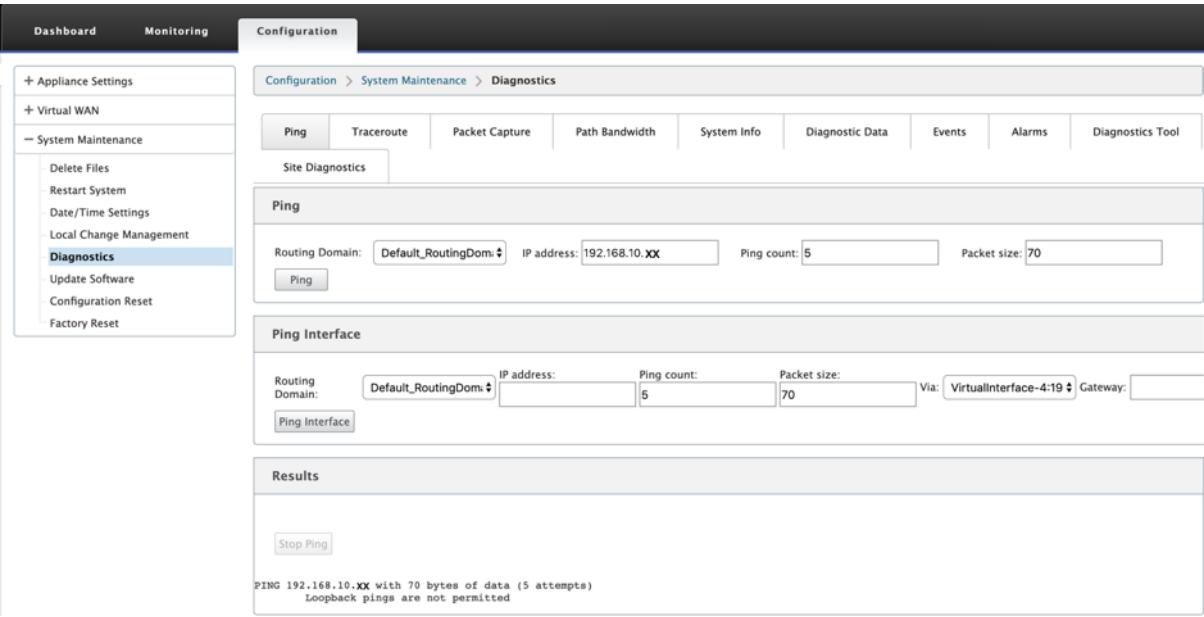 Dashboard Monitoring Configuration
+ Appliance Settings
+ Virtual WAN
− System Maintenance
Delete Files
Restart System
Date/Time Settings
Local Change Management
Diagnostics
Update Software
Configuration Reset
Factory Reset
Configuration > System Maintenance > Diagnostics
Ping Traceroute Packet Capture Path Bandwidth System Info Diagnostic Data Events Alarms Diagnostics Tool
Site Diagnostics
Ping
Routing Domain: Default_RoutingDom: IP address: 192.168.10.XX Ping count: 5 Packet size: 70
Ping
Ping Interface
Routing Domain: Default_RoutingDom: IP address: Ping count: 5 Packet size: 70 Via: VirtualInterface-4:19 Gateway:
Ping Interface
Results
Stop Ping
PING 192.168.10.XX with 70 bytes of data (5 attempts)
Loopback pings are not permitted